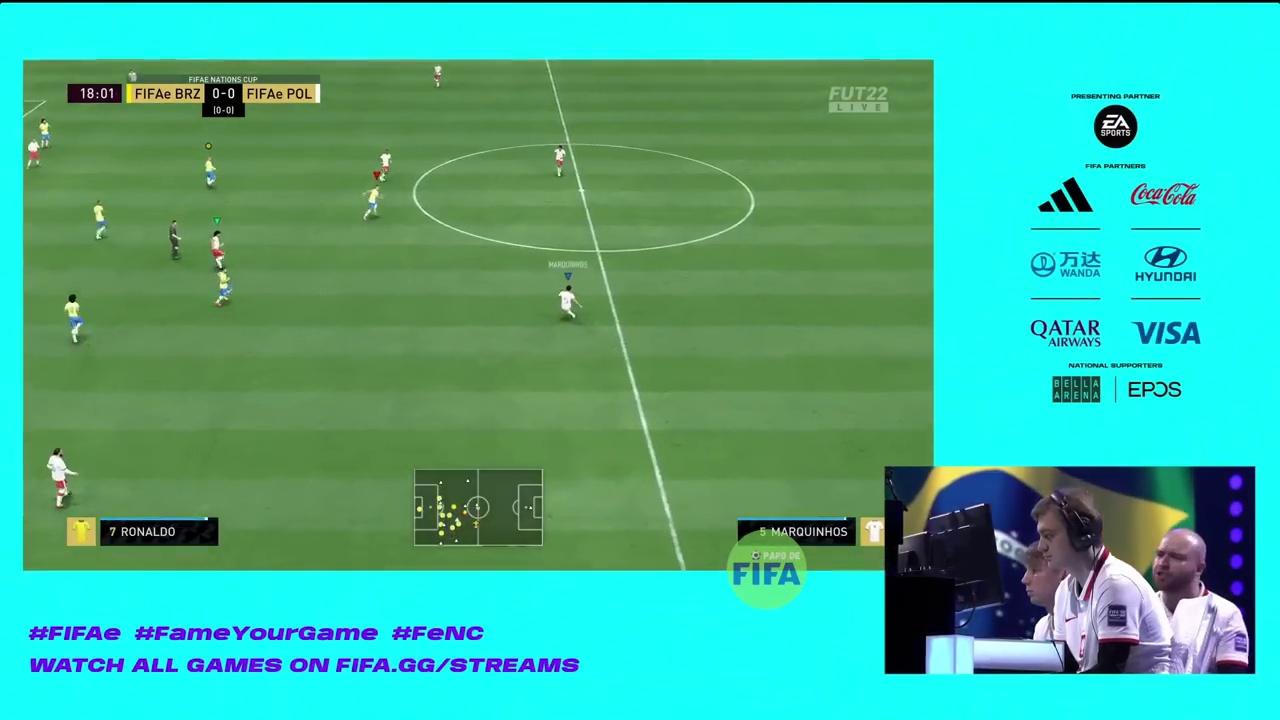 FIFAE NATIONS CUP
18:01 FIFAe BRZ 0-0 FIFAe POL
(0-0)
FUT22
LIVE
MARQUINHOS
7 RONALDO
5 MARQUINHOS
PAPO DE
FIFA
PRESENTING PARTNER
EA
SPORTS
FIFA PARTNERS
adidas
Coca-Cola
万达
WANDA
HYUNDAI
QATAR
AIRWAYS
VISA
NATIONAL SUPPORTERS
BELL
ARENA
EPOS
#FIFAe #FameYourGame #FeNC
WATCH ALL GAMES ON FIFA.GG/STREAMS